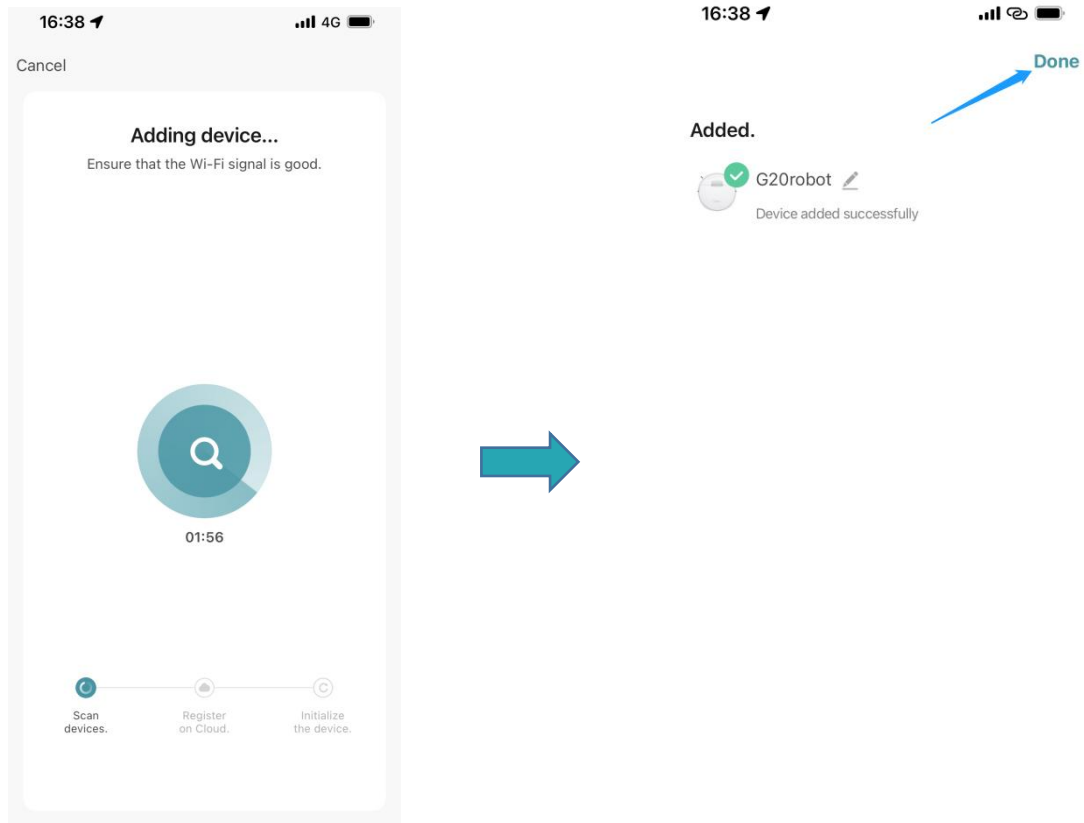 16:38
4G
Cancel
Adding device...
Ensure that the Wi-Fi signal is good.
01:56
Scan
devices.
Register
on Cloud.
Initialize
the device.
16:38
Done
Added.
G20robot
Device added successfully